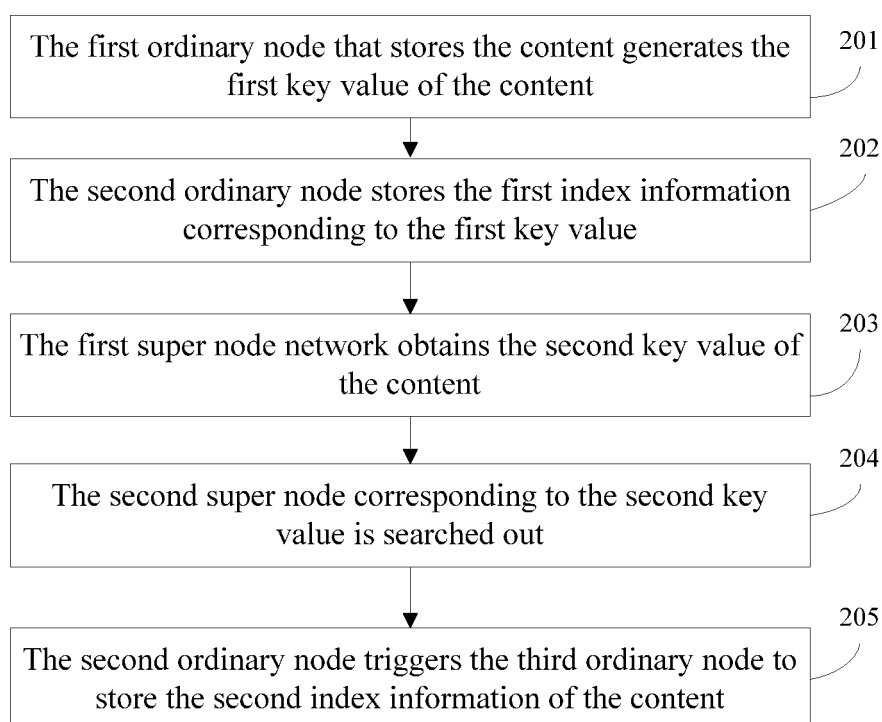 The first ordinary node that stores the content generates the
first key value of the content
201
The second ordinary node stores the first index information
corresponding to the first key value
202
The first super node network obtains the second key value of
the content
203
The second super node corresponding to the second key
value is searched out
204
The second ordinary node triggers the third ordinary node to
store the second index information of the content
205